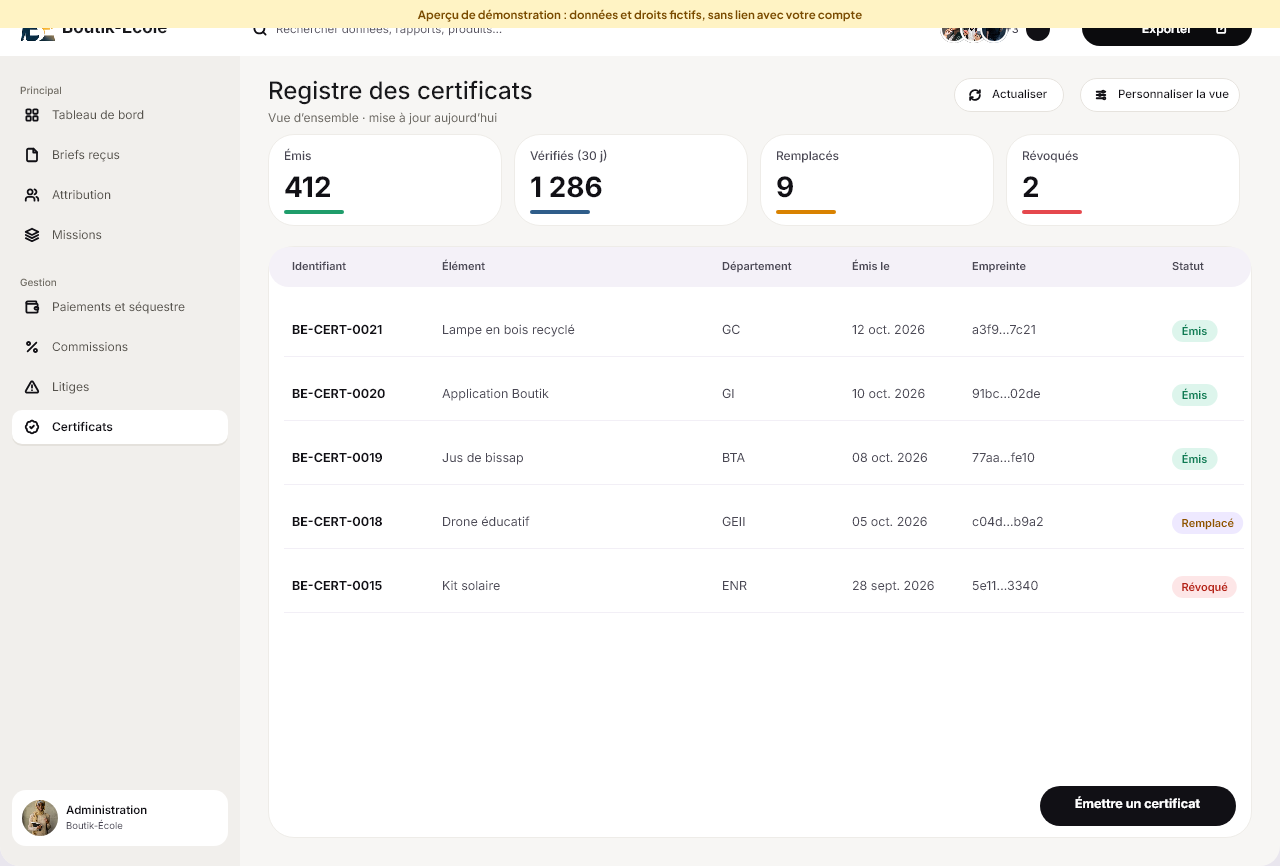 Aperçu de démonstration : données et droits fictifs, sans lien avec votre compte
Boutik-École
Rechercher données, rapports, produits...
+3
Exporter
Principal
Tableau de bord
Briefs reçus
Attribution
Missions
Gestion
Paiements et séquestre
Commissions
Litiges
Certificats
Administration
Boutik-École
Registre des certificats
Vue d'ensemble · mise à jour aujourd'hui
Actualiser
Personnaliser la vue
Émis
412
Vérifiés (30 j)
1 286
Remplacés
9
Révoqués
2
Identifiant Élément Département Émis le Empreinte Statut
BE-CERT-0021 Lampe en bois recyclé GC 12 oct. 2026 a3f9...7c21 Émis
BE-CERT-0020 Application Boutik GI 10 oct. 2026 91bc...02de Émis
BE-CERT-0019 Jus de bissap BTA 08 oct. 2026 77aa...fe10 Émis
BE-CERT-0018 Drone éducatif GEII 05 oct. 2026 c04d...b9a2 Remplacé
BE-CERT-0015 Kit solaire ENR 28 sept. 2026 5e11...3340 Révoqué
Émettre un certificat